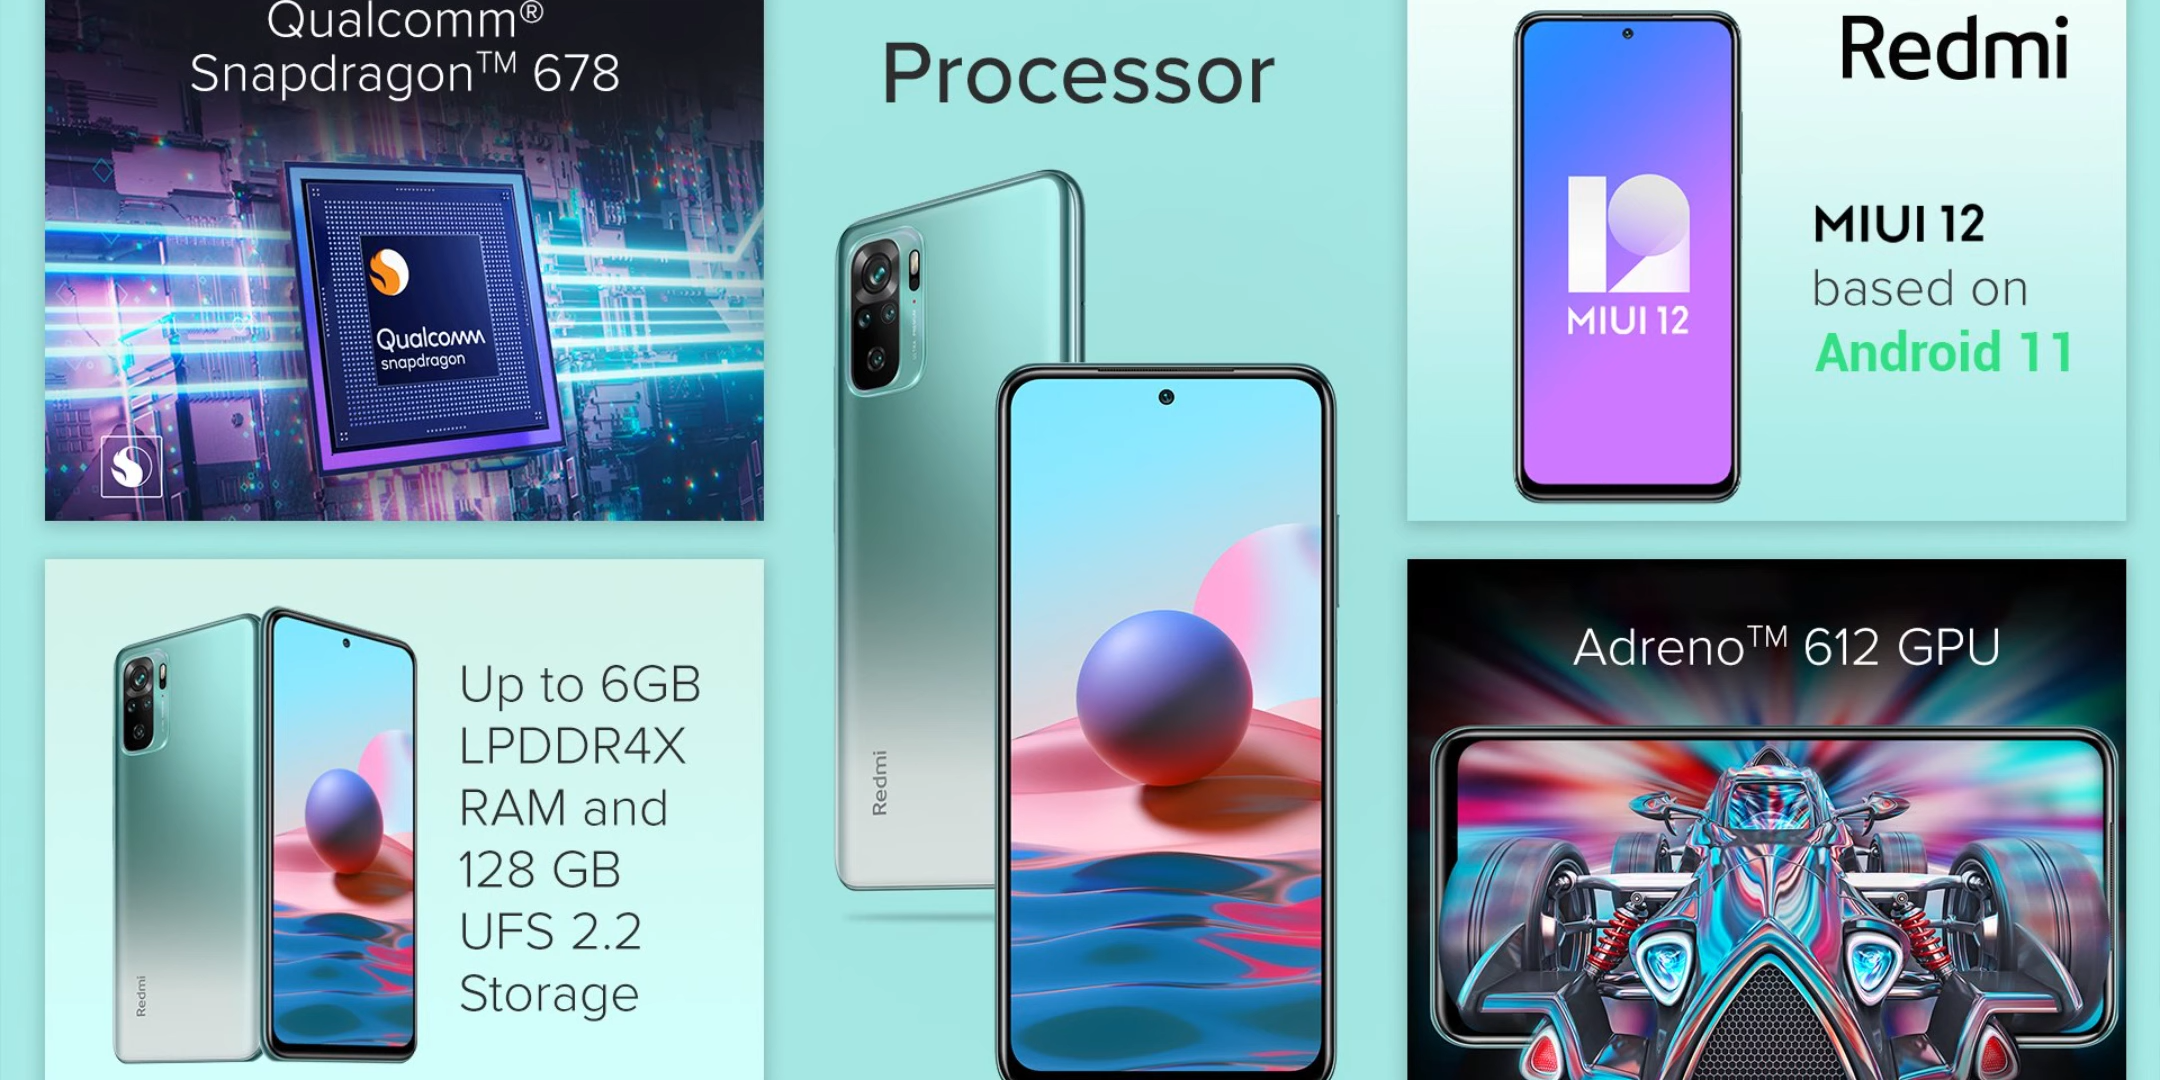 Qualcomm®
Snapdragon™ 678
Qualcomm
snapdragon
Processor
Redmi
Redmi
MIUI 12
based on
Android 11
MIUI 12
Redmi
Up to 6GB
LPDDR4X
RAM and
128 GB
UFS 2.2
Storage
Adreno™ 612 GPU